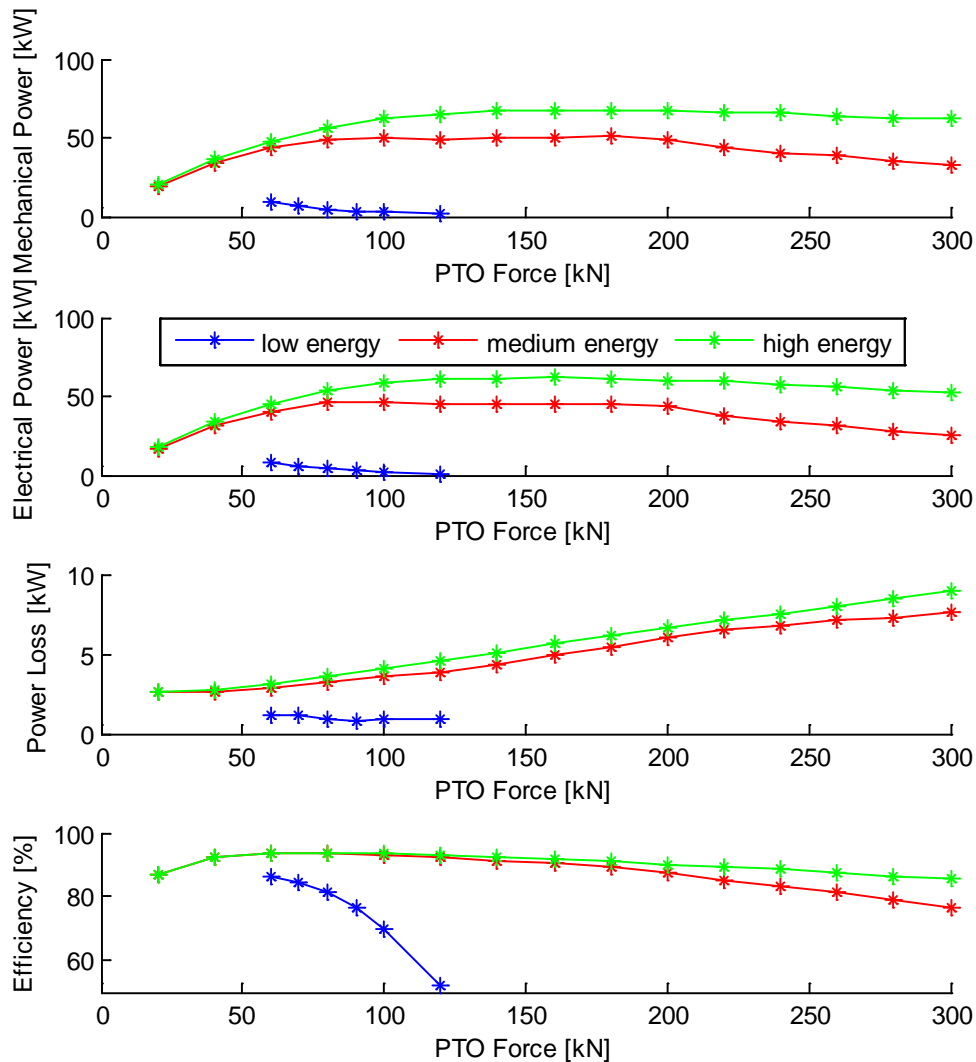 Mechanical Power [kW]
100
50
0
0 50 100 150 200 250 300
PTO Force [kN]
Electrical Power [kW]
100
low energy medium energy high energy
50
0
0 50 100 150 200 250 300
PTO Force [kN]
Power Loss [kW]
10
5
0
0 50 100 150 200 250 300
PTO Force [kN]
Efficiency [%]
100
80
60
0 50 100 150 200 250 300
PTO Force [kN]